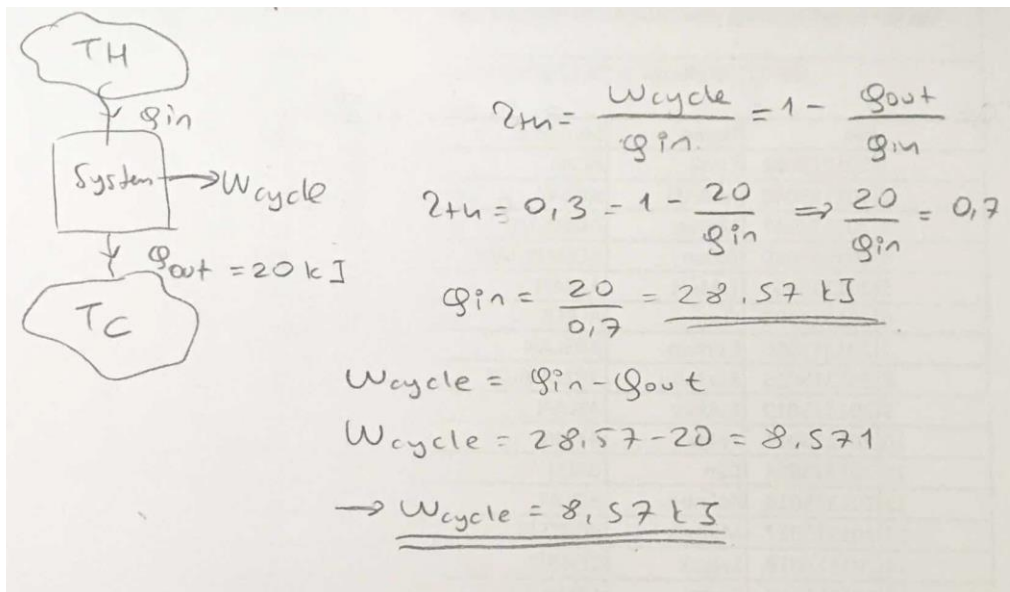 TH
Qin
System → Wcycle
Qout = 20 kJ
TC
ηth = Wcycle / Qin = 1 - Qout / Qin
ηth = 0,3 = 1 - 20 / Qin ⇒ 20 / Qin = 0,7
Qin = 20 / 0,7 = 28.57 kJ
Wcycle = Qin - Qout
Wcycle = 28.57 - 20 = 8.571
→ Wcycle = 8,57 kJ